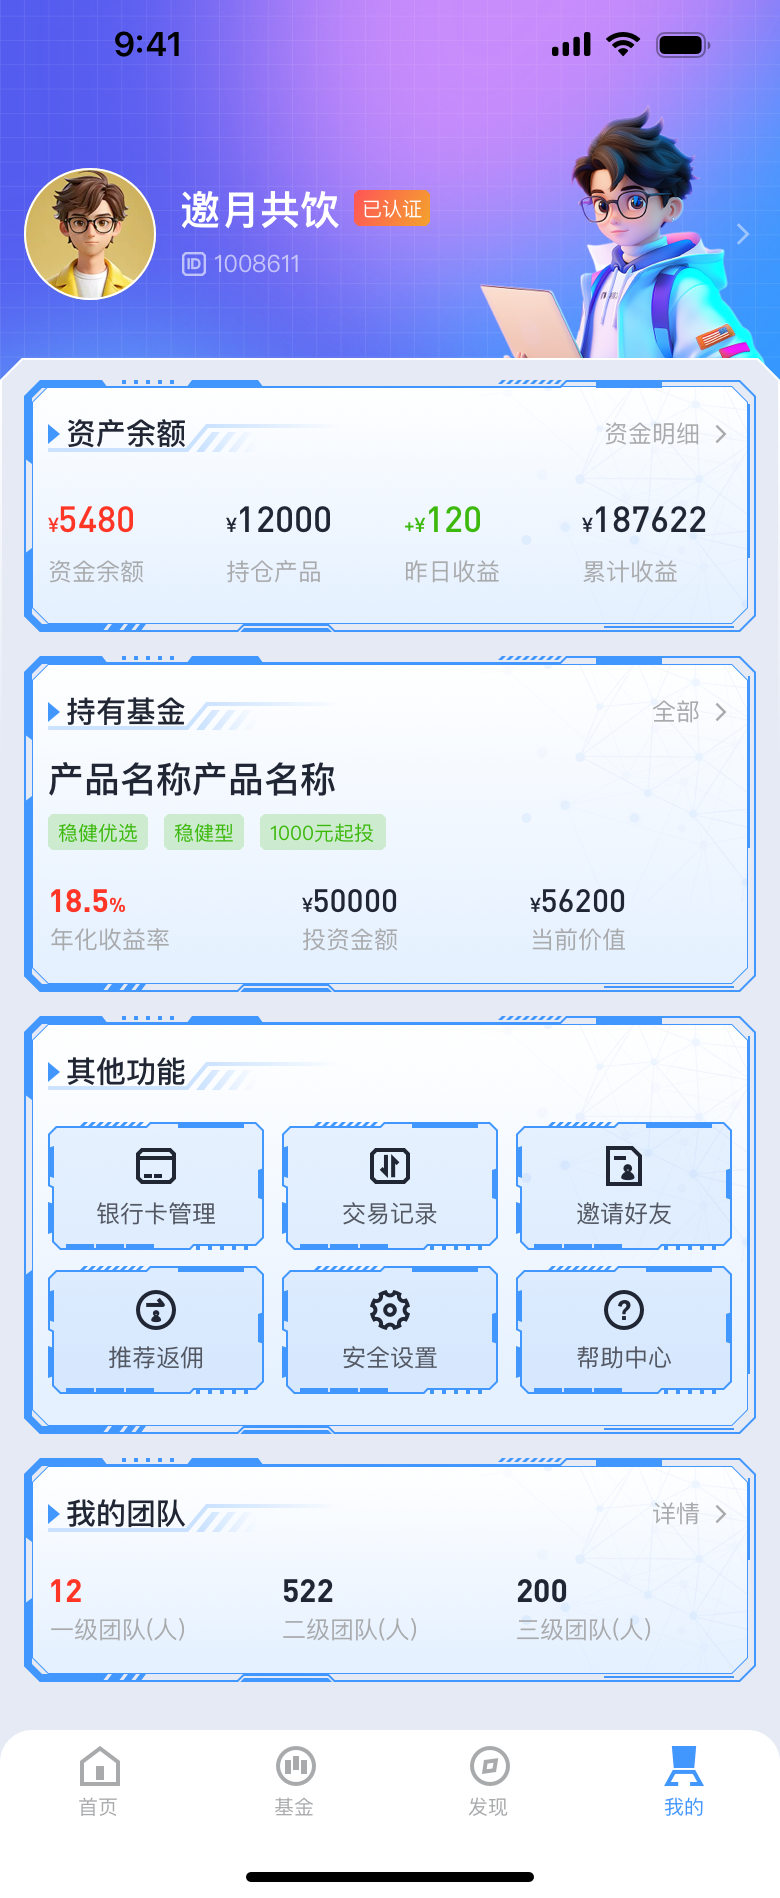 9:41
邀月共饮 已认证
ID 1008611
资产余额 资金明细
¥5480 ¥12000 +¥120 ¥187622
资金余额 持仓产品 昨日收益 累计收益
持有基金 全部
产品名称产品名称
稳健优选 稳健型 1000元起投
18.5% ¥50000 ¥56200
年化收益率 投资金额 当前价值
其他功能
银行卡管理 交易记录 邀请好友
推荐返佣 安全设置 帮助中心
我的团队 详情
12 522 200
一级团队(人) 二级团队(人) 三级团队(人)
首页 基金 发现 我的